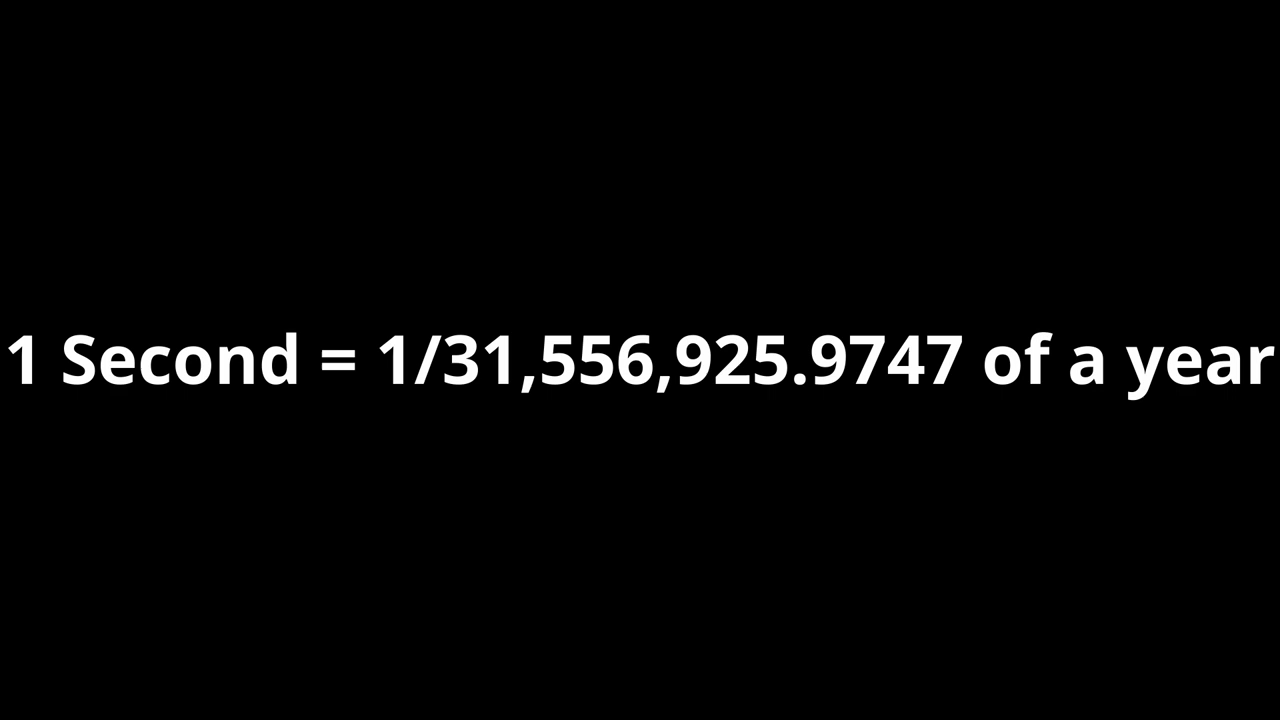 1 Second = 1/31,556,925.9747 of a year